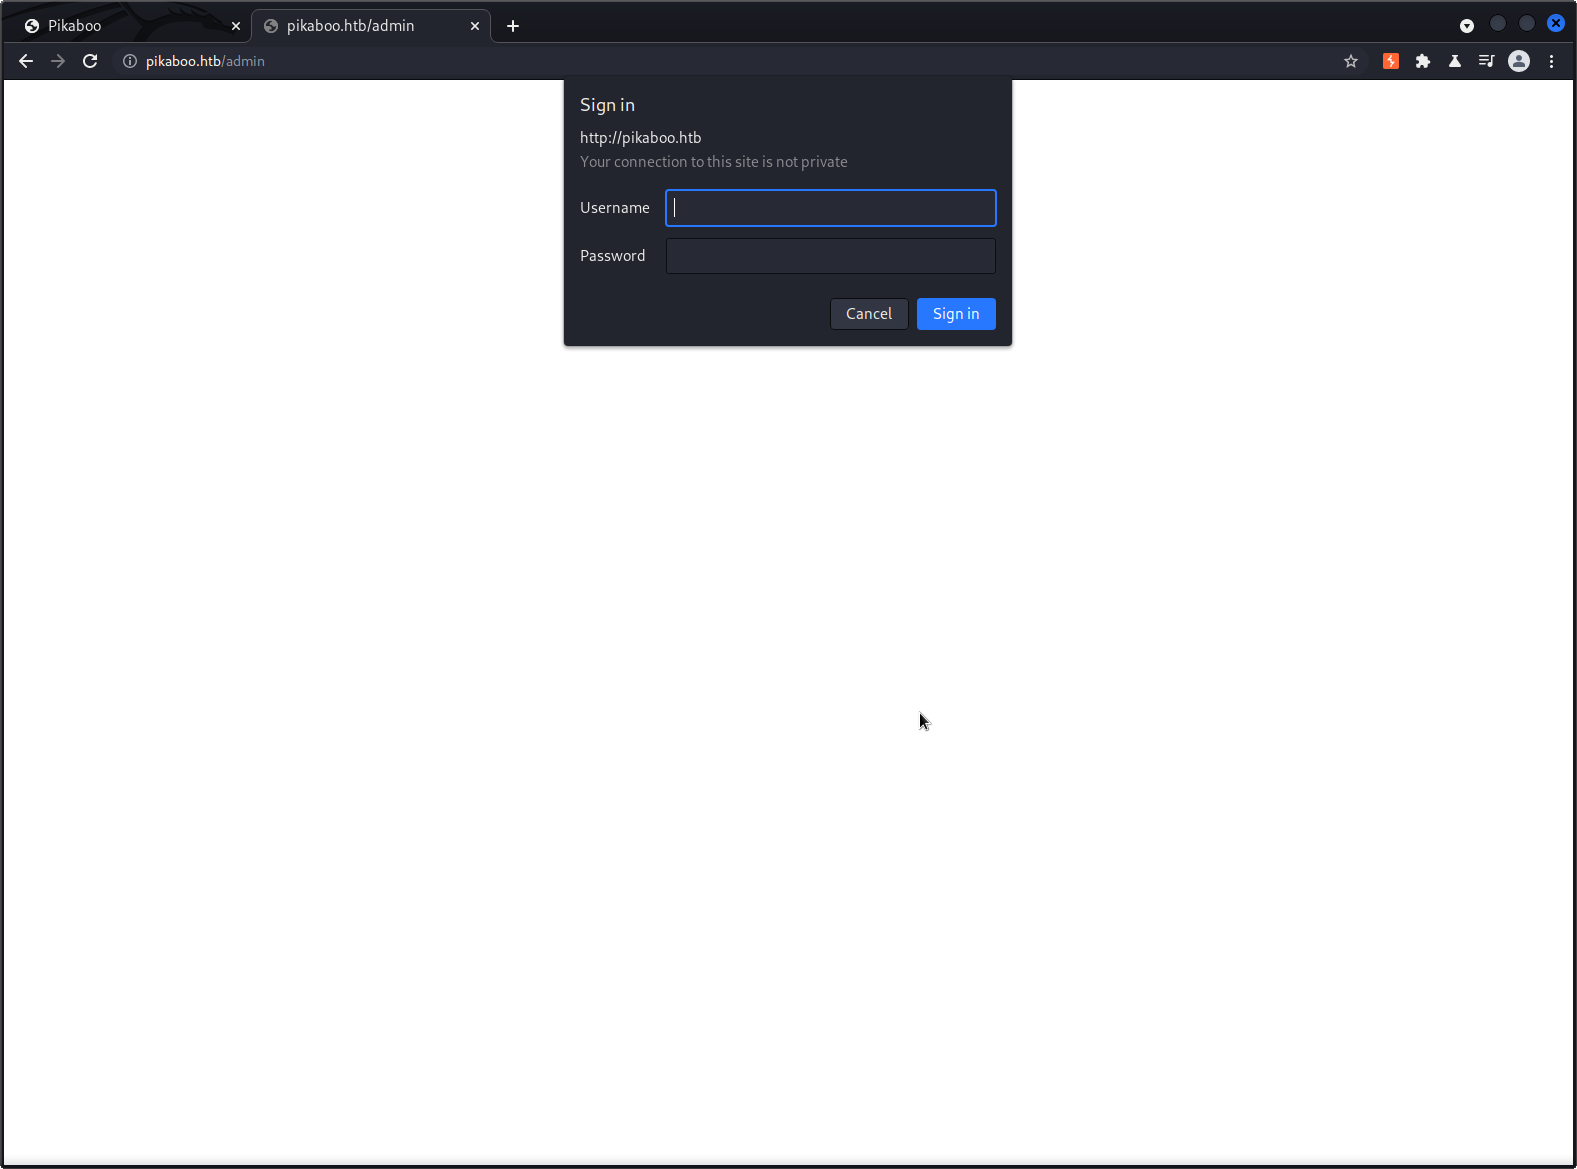 Pikaboo
pikaboo.htb/admin
pikaboo.htb/admin
Sign in
http://pikaboo.htb
Your connection to this site is not private
Username
Password
Cancel Sign in